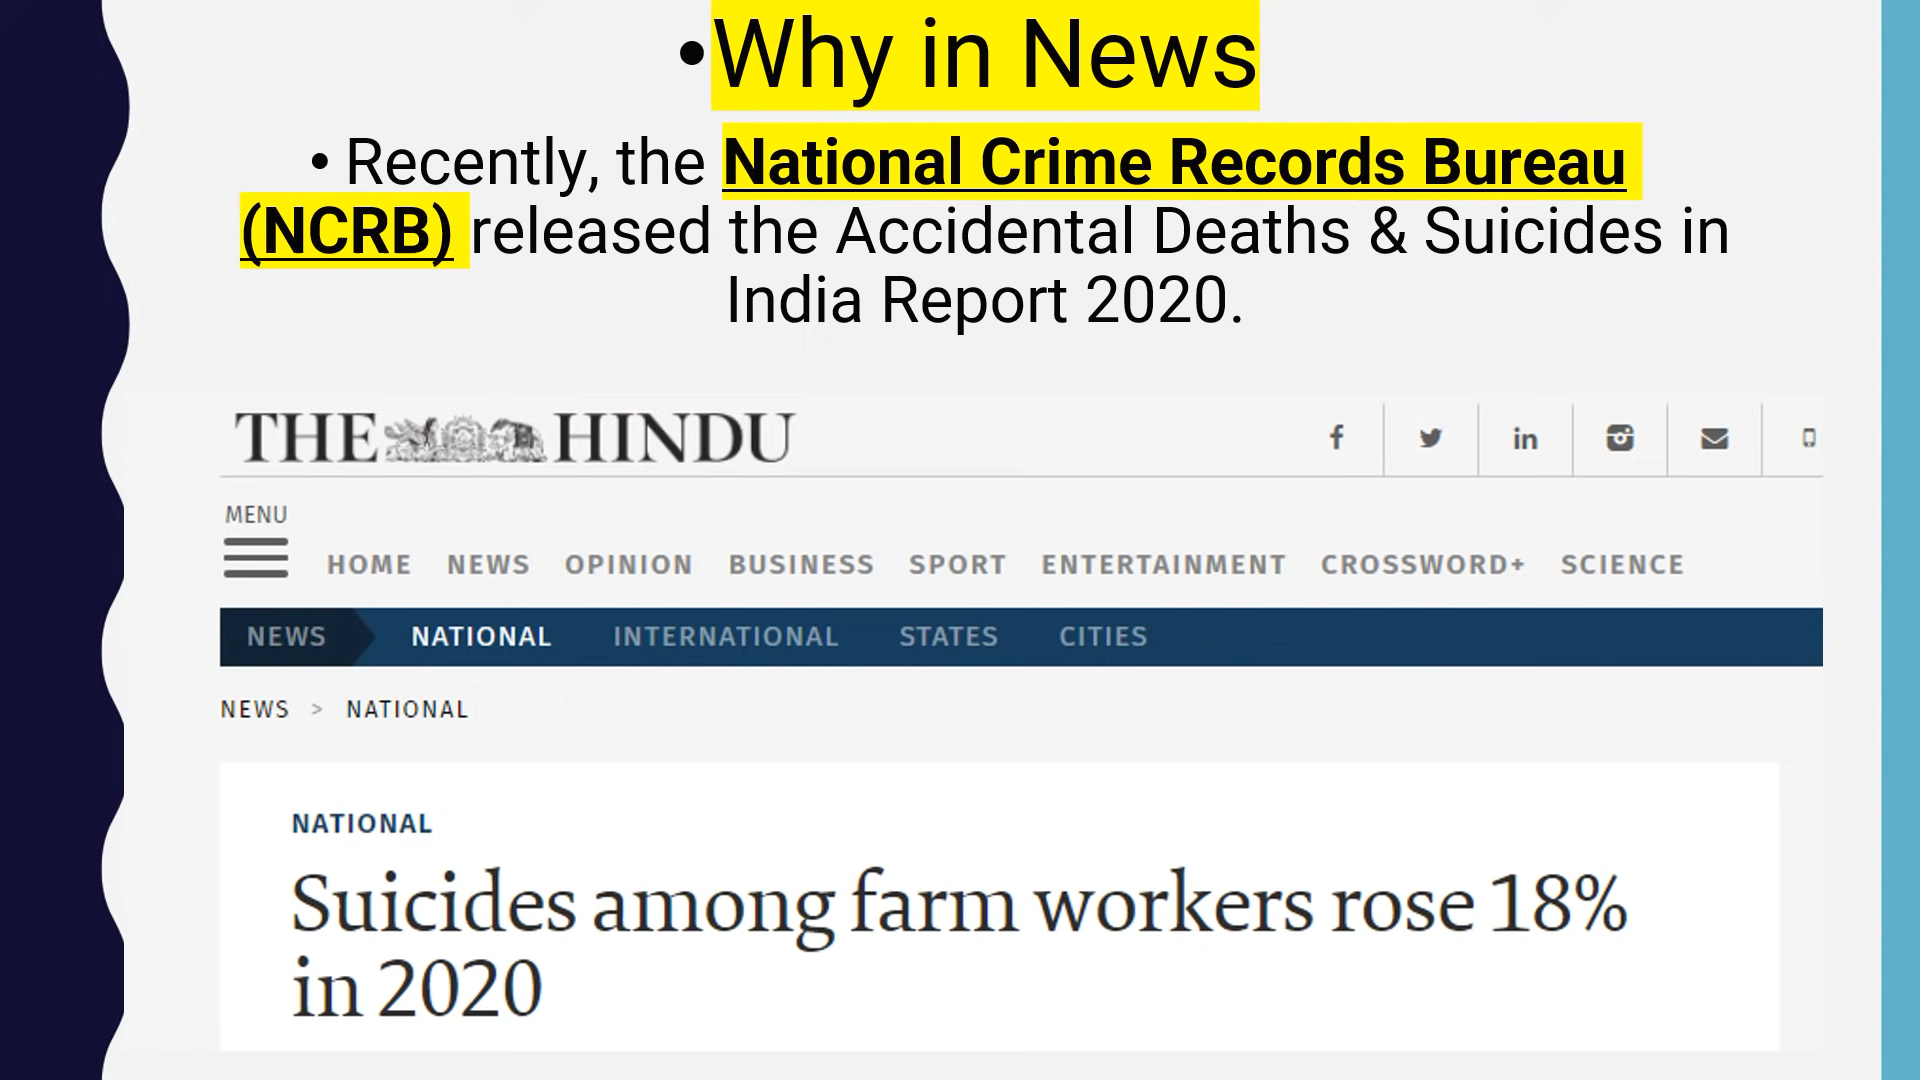 •Why in News
• Recently, the National Crime Records Bureau
(NCRB) released the Accidental Deaths & Suicides in
India Report 2020.
THE HINDU
MENU
HOME NEWS OPINION BUSINESS SPORT ENTERTAINMENT CROSSWORD+ SCIENCE
NEWS NATIONAL INTERNATIONAL STATES CITIES
NEWS > NATIONAL
NATIONAL
Suicides among farm workers rose 18%
in 2020